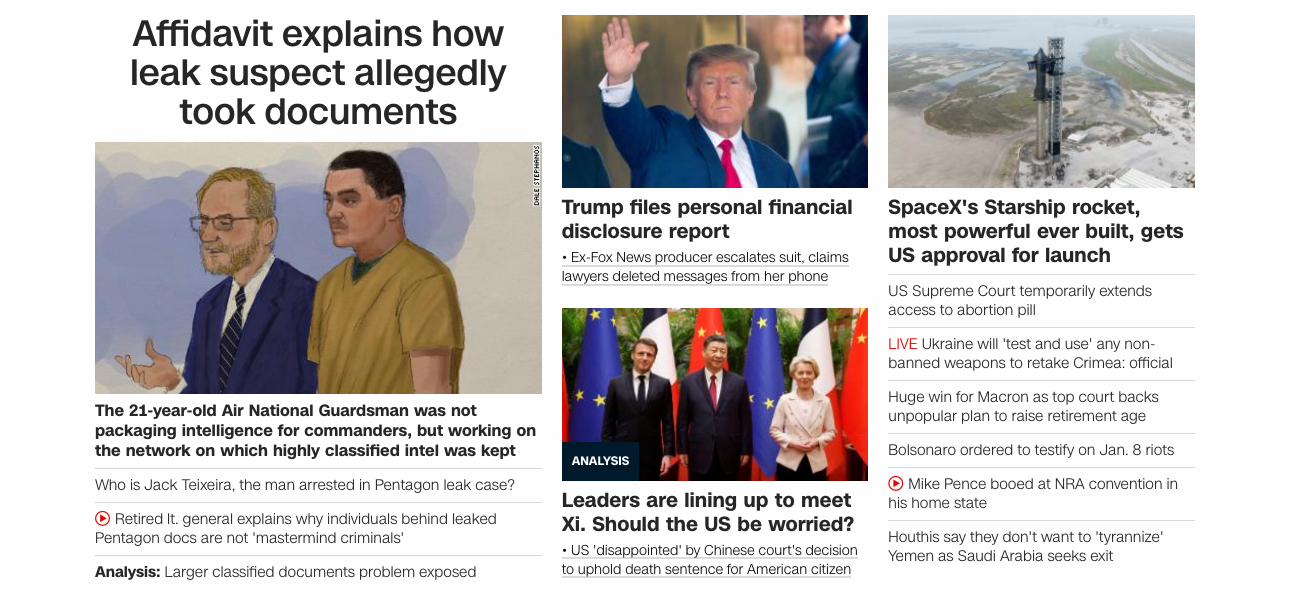 Affidavit explains how
leak suspect allegedly
took documents
DALE STEPHANOS
The 21-year-old Air National Guardsman was not
packaging intelligence for commanders, but working on
the network on which highly classified intel was kept
Who is Jack Teixeira, the man arrested in Pentagon leak case?
Retired lt. general explains why individuals behind leaked
Pentagon docs are not 'mastermind criminals'
Analysis: Larger classified documents problem exposed
Trump files personal financial
disclosure report
• Ex-Fox News producer escalates suit, claims
lawyers deleted messages from her phone
ANALYSIS
Leaders are lining up to meet
Xi. Should the US be worried?
• US 'disappointed' by Chinese court's decision
to uphold death sentence for American citizen
SpaceX's Starship rocket,
most powerful ever built, gets
US approval for launch
US Supreme Court temporarily extends
access to abortion pill
LIVE Ukraine will 'test and use' any non-
banned weapons to retake Crimea: official
Huge win for Macron as top court backs
unpopular plan to raise retirement age
Bolsonaro ordered to testify on Jan. 8 riots
Mike Pence booed at NRA convention in
his home state
Houthis say they don't want to 'tyrannize'
Yemen as Saudi Arabia seeks exit